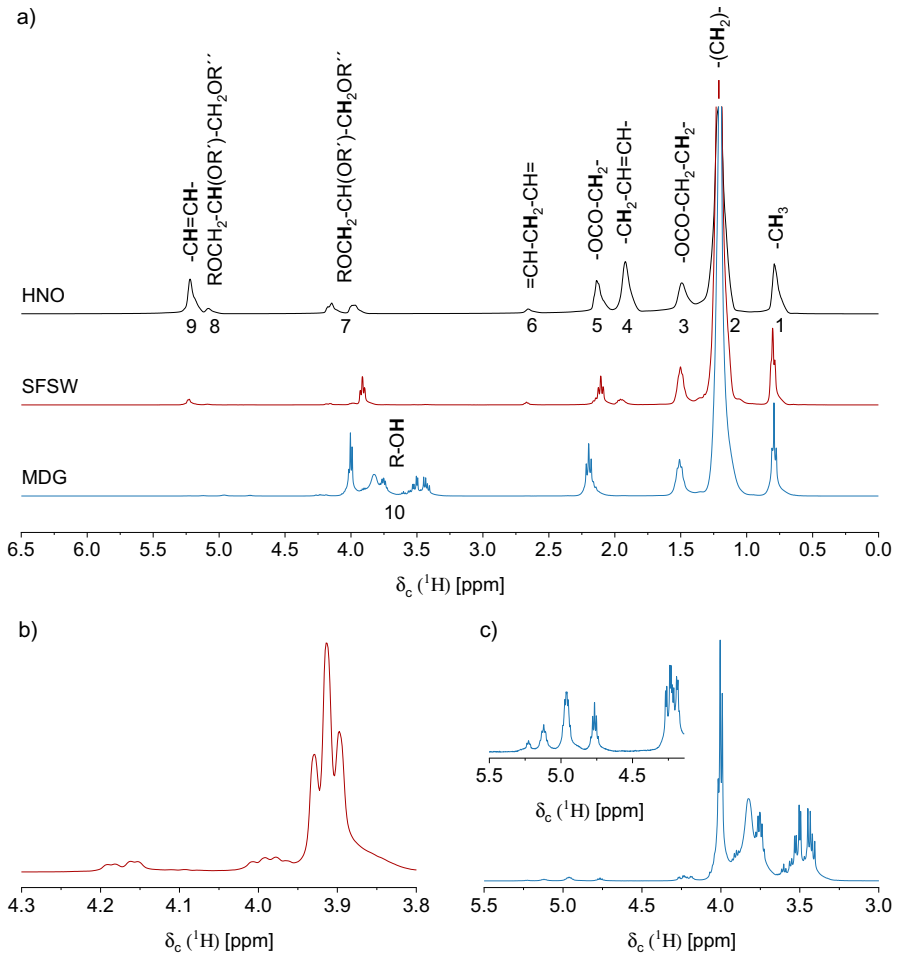 a)
-CH=CH-
ROCH₂-CH(OR´)-CH₂OR´´
ROCH₂-CH(OR´)-CH₂OR´´
=CH-CH₂-CH=
-OCO-CH₂-
-CH₂-CH=CH-
-OCO-CH₂-CH₂-
-(CH₂)-
-CH₃
HNO
9 8 7 6 5 4 3 2 1
SFSW
R-OH
MDG
10
6.5 6.0 5.5 5.0 4.5 4.0 3.5 3.0 2.5 2.0 1.5 1.0 0.5 0.0
δc (¹H) [ppm]
b)
4.3 4.2 4.1 4.0 3.9 3.8
δc (¹H) [ppm]
c)
5.5 5.0 4.5
δc (¹H) [ppm]
5.5 5.0 4.5 4.0 3.5 3.0
δc (¹H) [ppm]